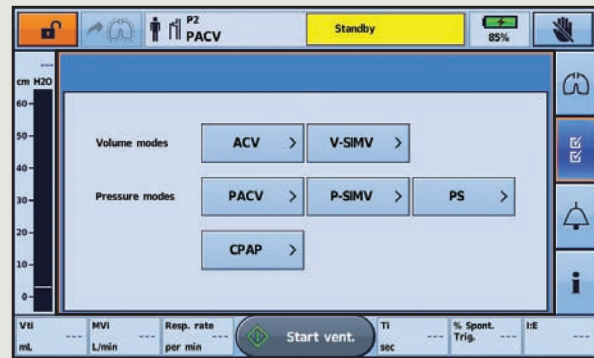 P2
PACV
Standby
85%
---
cm H2O
60
50
40
30
20
10
0
Volume modes
ACV >
V-SIMV >
Pressure modes
PACV >
P-SIMV >
PS >
CPAP >
Vti
---
mL
MVi
---
L/min
Resp. rate
---
per min
Start vent.
Ti
---
sec
% Spont.
Trig.
---
I:E
---
i